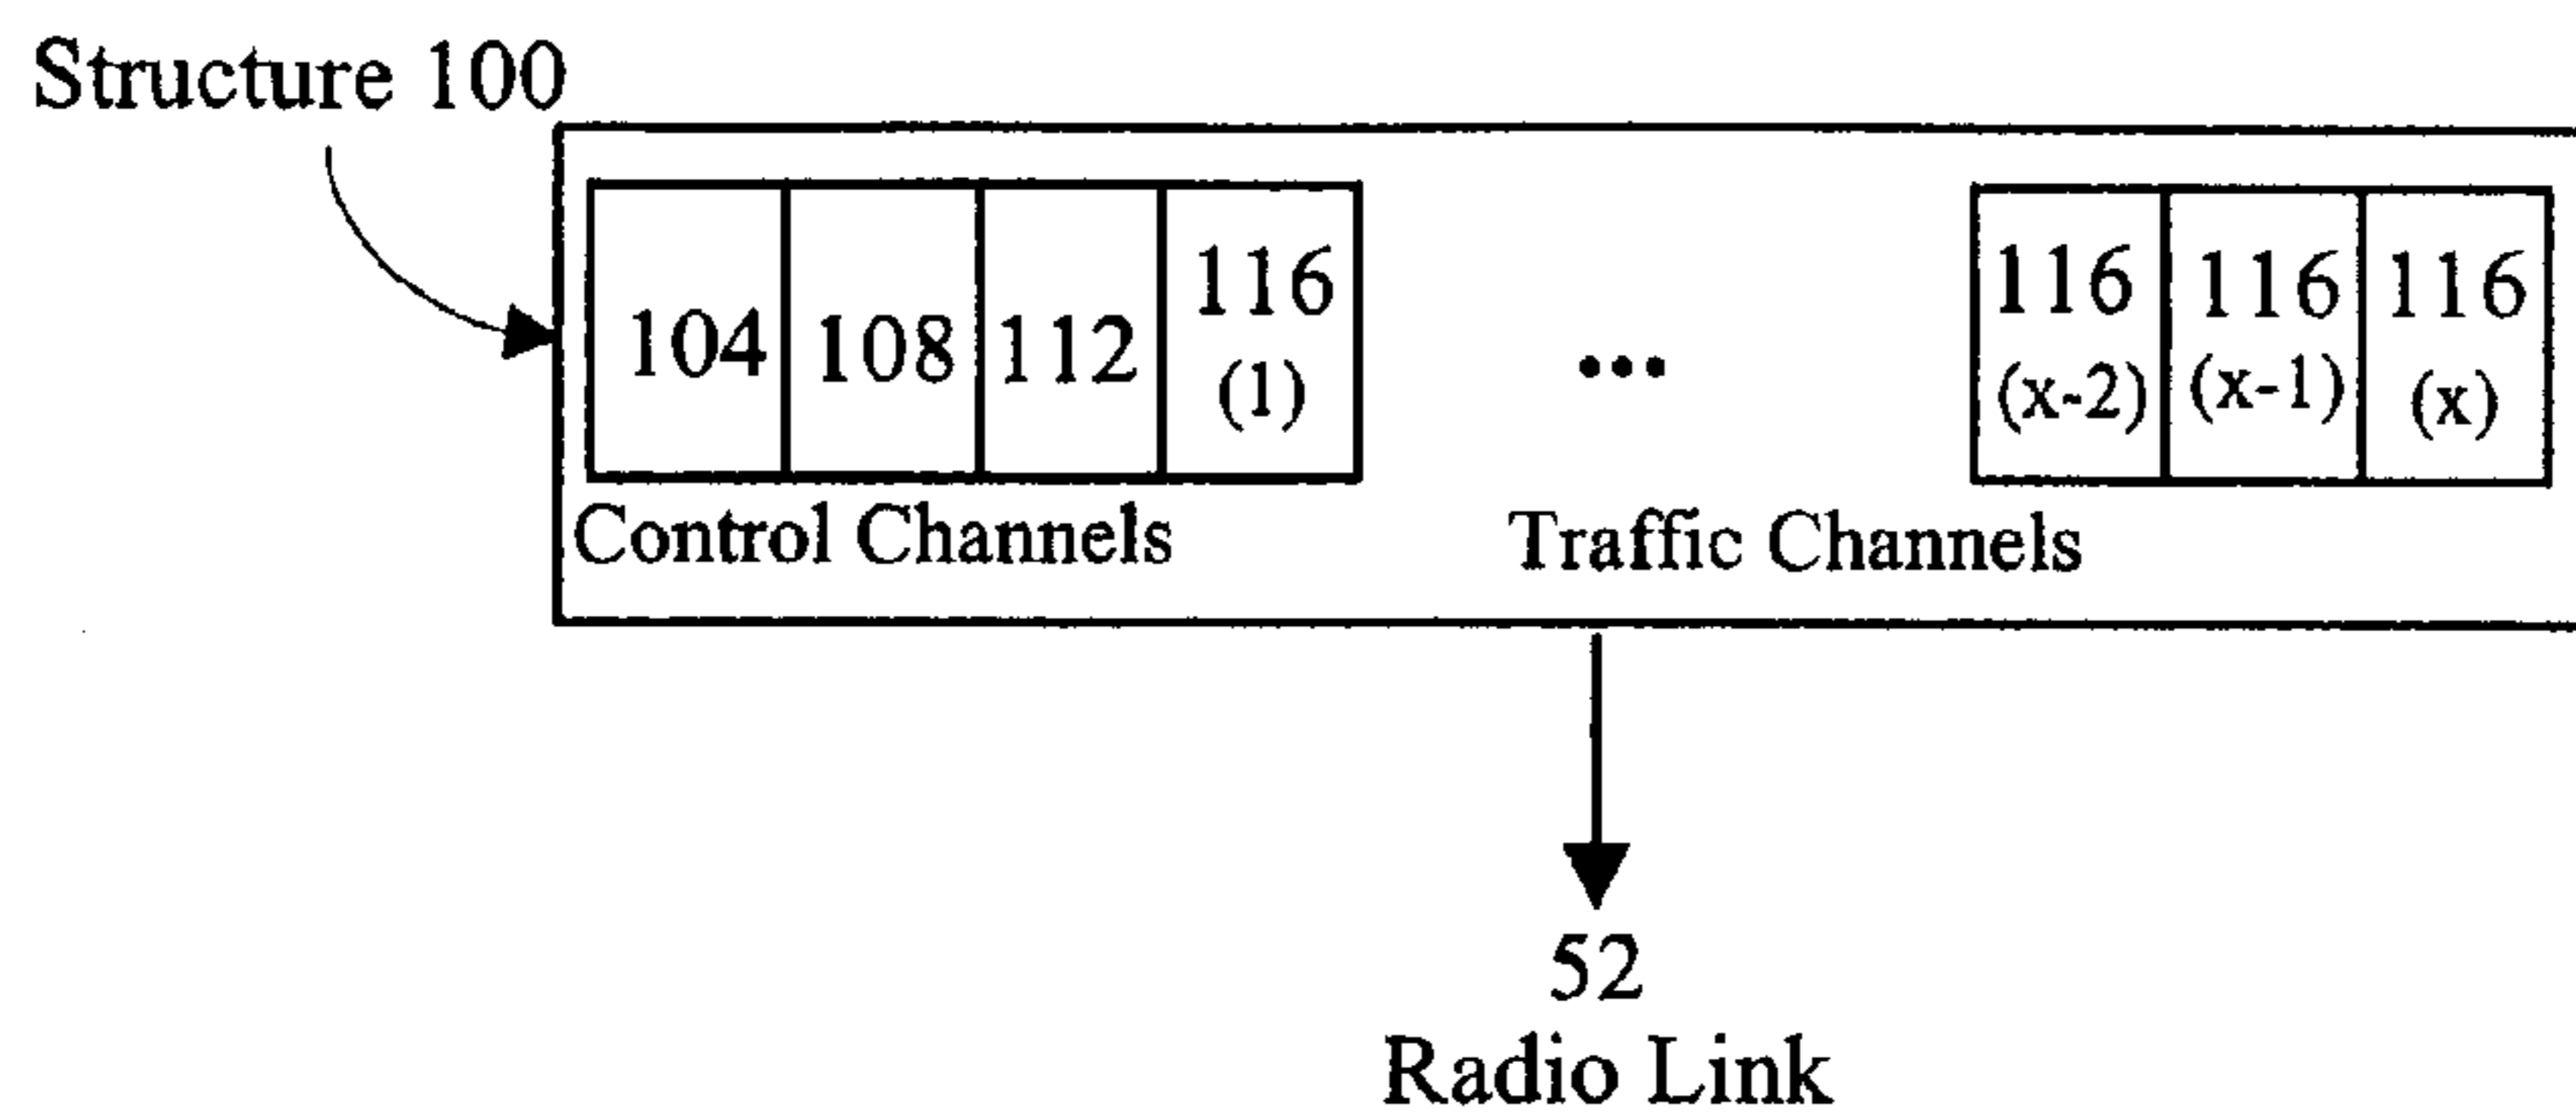 Structure 100
104 108 112 116 (1) ... 116 (x-2) 116 (x-1) 116 (x)
Control Channels Traffic Channels
52
Radio Link